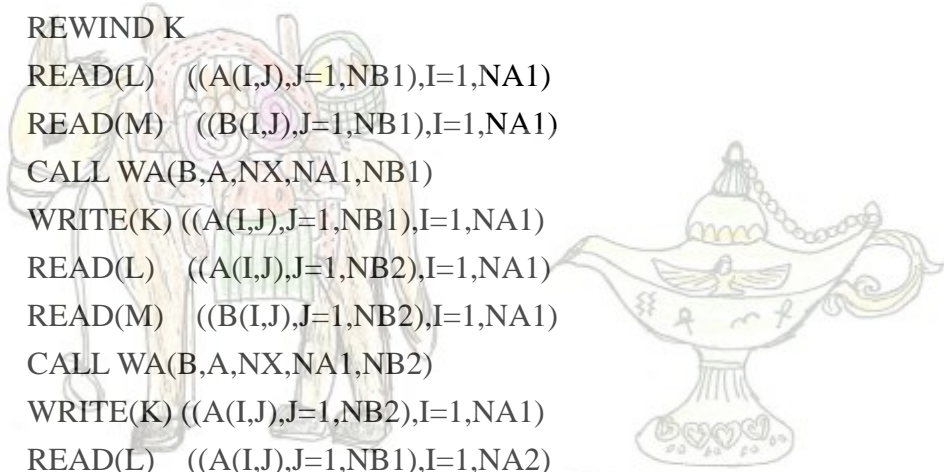 REWIND K
READ(L) ((A(I,J),J=1,NB1),I=1,NA1)
READ(M) ((B(I,J),J=1,NB1),I=1,NA1)
CALL WA(B,A,NX,NA1,NB1)
WRITE(K) ((A(I,J),J=1,NB1),I=1,NA1)
READ(L) ((A(I,J),J=1,NB2),I=1,NA1)
READ(M) ((B(I,J),J=1,NB2),I=1,NA1)
CALL WA(B,A,NX,NA1,NB2)
WRITE(K) ((A(I,J),J=1,NB2),I=1,NA1)
READ(L) ((A(I,J),J=1,NB1),I=1,NA2)